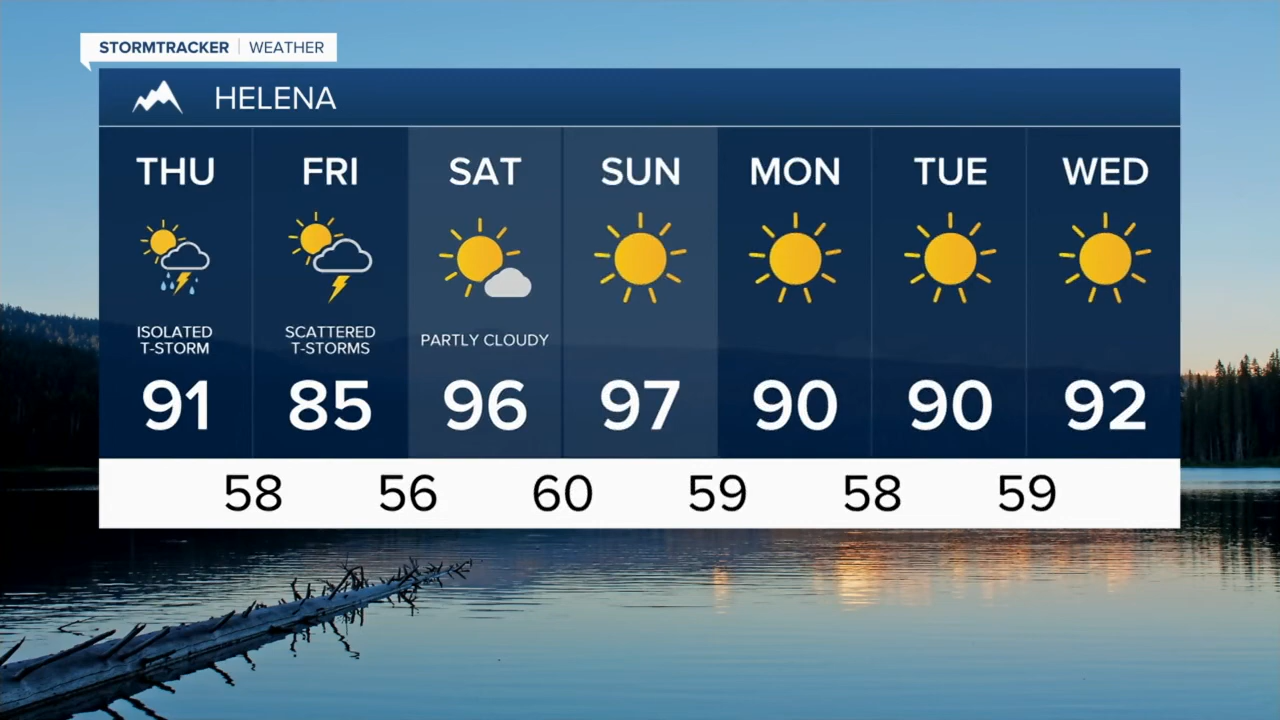 STORMTRACKER | WEATHER
HELENA
THU FRI SAT SUN MON TUE WED
ISOLATED T-STORM
SCATTERED T-STORMS
PARTLY CLOUDY
91 85 96 97 90 90 92
58 56 60 59 58 59